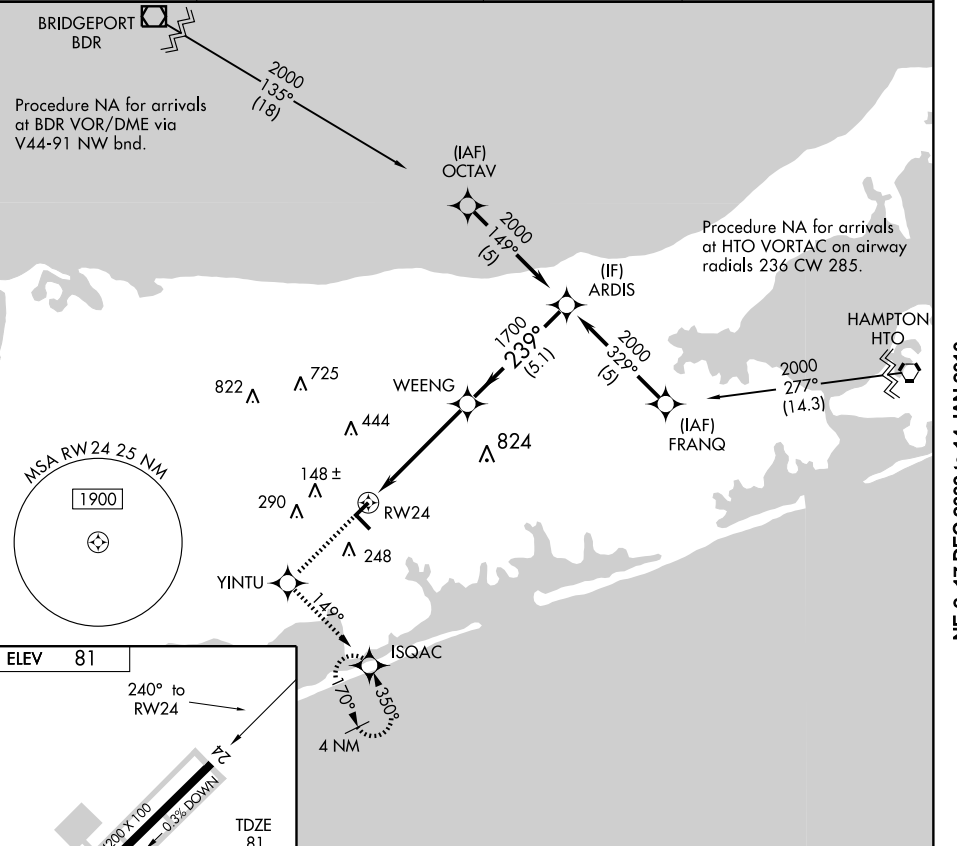 BRIDGEPORT
BDR
2000
135°
(18)
Procedure NA for arrivals
at BDR VOR/DME via
V44-91 NW bnd.
(IAF)
OCTAV
2000
149°
(5)
Procedure NA for arrivals
at HTO VORTAC on airway
radials 236 CW 285.
(IF)
ARDIS
HAMPTON
HTO
1700
239°
(5.1)
2000
329°
(5)
2000
277°
(14.3)
WEENG
(IAF)
FRANQ
822
725
444
824
MSA RW 24 25 NM
1900
148 ±
290
RW24
248
YINTU
149°
ISQAC
170°
350°
4 NM
ELEV 81
240° to
RW24
24
200 X 100
0.3% DOWN
TDZE
81